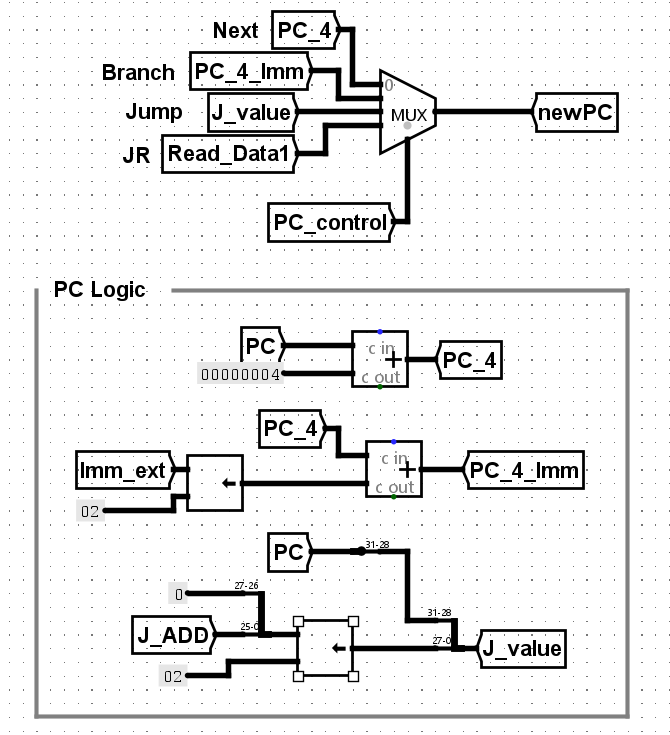 Next PC_4
0
Branch PC_4_Imm
Jump J_value MUX newPC
JR Read_Data1
PC_control
PC Logic
PC c in
00000004 + PC_4
c out
PC_4
c in
Imm_ext + PC_4_Imm
c out
02
PC 31-28
27-26
0
31-28
J_ADD 25-0
27-0 J_value
02